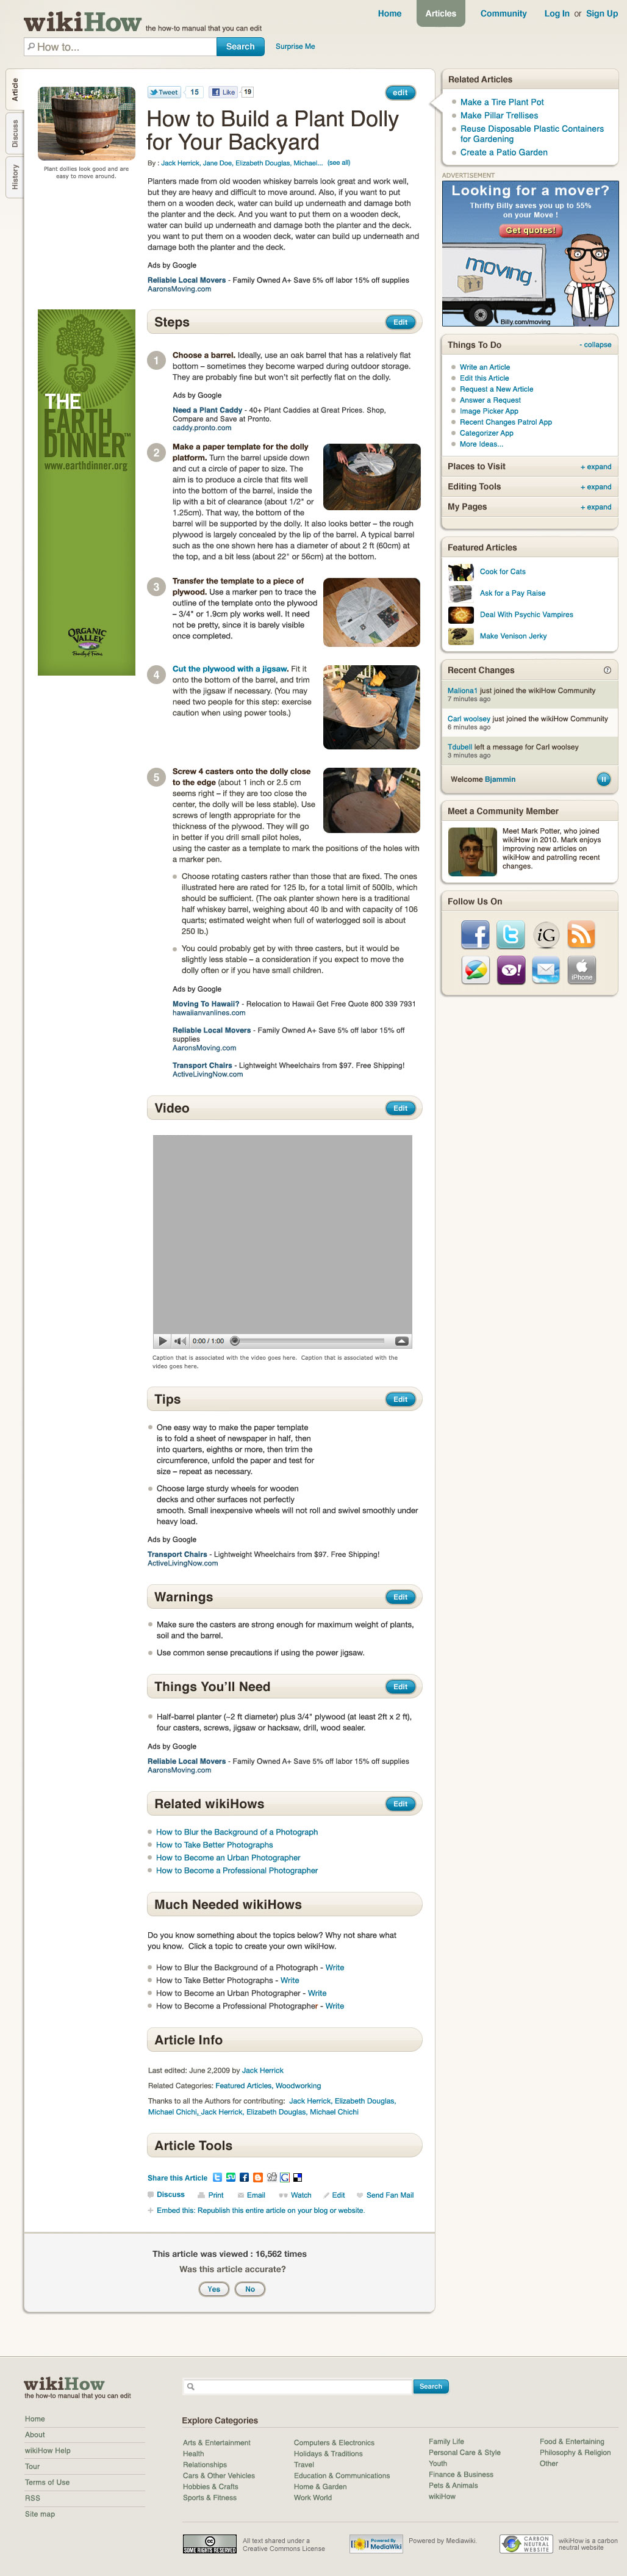 wikiHow the how-to manual that you can edit
Home Articles Community Log In or Sign Up
How to... Search Surprise Me
Article
Discuss
History
Plant dollies look good and are
easy to move around.
Tweet 15 Like 19 edit
How to Build a Plant Dolly
for Your Backyard
By : Jack Herrick, Jane Doe, Elizabeth Douglas, Michael... (see all)
Planters made from old wooden whiskey barrels look great and work well,
but they are heavy and difficult to move around. Also, if you want to put
them on a wooden deck, water can build up underneath and damage both
the planter and the deck. And you want to put them on a wooden deck,
water can build up underneath and damage both the planter and the deck.
you want to put them on a wooden deck, water can build up underneath and
damage both the planter and the deck.
Ads by Google
Reliable Local Movers - Family Owned A+ Save 5% off labor 15% off supplies
AaronsMoving.com
THE
EARTH
DINNER™
www.earthdinner.org
ORGANIC
VALLEY
Family of Farms
Steps Edit
1 Choose a barrel. Ideally, use an oak barrel that has a relatively flat
bottom – sometimes they become warped during outdoor storage.
They are probably fine but won't sit perfectly flat on the dolly.
Ads by Google
Need a Plant Caddy - 40+ Plant Caddies at Great Prices. Shop,
Compare and Save at Pronto.
caddy.pronto.com
2 Make a paper template for the dolly
platform. Turn the barrel upside down
and cut a circle of paper to size. The
aim is to produce a circle that fits well
into the bottom of the barrel, inside the
lip with a bit of clearance (about 1/2" or
1.25cm). That way, the bottom of the
barrel will be supported by the dolly. It also looks better – the rough
plywood is largely concealed by the lip of the barrel. A typical barrel
such as the one shown here has a diameter of about 2 ft (60cm) at
the top, and a bit less (about 22" or 56cm) at the bottom.
3 Transfer the template to a piece of
plywood. Use a marker pen to trace the
outline of the template onto the plywood
– 3/4" or 1.9cm ply works well. It need
not be pretty, since it is barely visible
once completed.
4 Cut the plywood with a jigsaw. Fit it
onto the bottom of the barrel, and trim
with the jigsaw if necessary. (You may
need two people for this step: exercise
caution when using power tools.)
5 Screw 4 casters onto the dolly close
to the edge (about 1 inch or 2.5 cm
seems right – if they are too close to
the center, the dolly will be less stable). Use
screws of length appropriate for the
thickness of the plywood. They will go
in better if you drill small pilot holes,
using the caster as a template to mark the positions of the holes with
a marker pen.
Choose rotating casters rather than those that are fixed. The ones
illustrated here are rated for 125 lb, for a total limit of 500lb, which
should be sufficient. (The oak planter shown here is a traditional
half whiskey barrel, weighing about 40 lb and with capacity of 106
quarts; estimated weight when full of waterlogged soil is about
250 lb.)
You could probably get by with three casters, but it would be
slightly less stable – a consideration if you expect to move the
dolly often or if you have small children.
Ads by Google
Moving To Hawaii? - Relocation to Hawaii Get Free Quote 800 339 7931
hawaiianvanlines.com
Reliable Local Movers - Family Owned A+ Save 5% off labor 15% off
supplies
AaronsMoving.com
Transport Chairs - Lightweight Wheelchairs from $97. Free Shipping!
ActiveLivingNow.com
Video Edit
0:00 / 1:00
Caption that is associated with the video goes here. Caption that is associated with the
video goes here.
Tips Edit
One easy way to make the paper template
is to fold a sheet of newspaper in half, then
into quarters, eighths or more, then trim the
circumference, unfold the paper and test for
size – repeat as necessary.
Choose large sturdy wheels for wooden
decks and other surfaces not perfectly
smooth. Small inexpensive wheels will not roll and swivel smoothly under
heavy load.
Ads by Google
Transport Chairs - Lightweight Wheelchairs from $97. Free Shipping!
ActiveLivingNow.com
Warnings Edit
Make sure the casters are strong enough for maximum weight of plants,
soil and the barrel.
Use common sense precautions if using the power jigsaw.
Things You'll Need Edit
Half-barrel planter (~2 ft diameter) plus 3/4" plywood (at least 2ft x 2 ft),
four casters, screws, jigsaw or hacksaw, drill, wood sealer.
Ads by Google
Reliable Local Movers - Family Owned A+ Save 5% off labor 15% off supplies
AaronsMoving.com
Related wikiHows Edit
How to Blur the Background of a Photograph
How to Take Better Photographs
How to Become an Urban Photographer
How to Become a Professional Photographer
Much Needed wikiHows
Do you know something about the topics below? Why not share what
you know. Click a topic to create your own wikiHow.
How to Blur the Background of a Photograph - Write
How to Take Better Photographs - Write
How to Become an Urban Photographer - Write
How to Become a Professional Photographer - Write
Article Info
Last edited: June 2,2009 by Jack Herrick
Related Categories: Featured Articles, Woodworking
Thanks to all the Authors for contributing: Jack Herrick, Elizabeth Douglas,
Michael Chichi, Jack Herrick, Elizabeth Douglas, Michael Chichi
Article Tools
Share this Article
Discuss Print Email Watch Edit Send Fan Mail
Embed this: Republish this entire article on your blog or website.
This article was viewed : 16,562 times
Was this article accurate?
Yes No
Related Articles
Make a Tire Plant Pot
Make Pillar Trellises
Reuse Disposable Plastic Containers
for Gardening
Create a Patio Garden
ADVERTISEMENT
Looking for a mover?
Thrifty Billy saves you up to 55%
on your Move !
Get quotes!
moving
Billy.com/moving
Things To Do - collapse
Write an Article
Edit this Article
Request a New Article
Answer a Request
Image Picker App
Recent Changes Patrol App
Categorizer App
More Ideas...
Places to Visit + expand
Editing Tools + expand
My Pages + expand
Featured Articles
Cook for Cats
Ask for a Pay Raise
Deal With Psychic Vampires
Make Venison Jerky
Recent Changes
Maliona1 just joined the wikiHow Community
7 minutes ago
Carl woolsey just joined the wikiHow Community
6 minutes ago
Tdubell left a message for Carl woolsey
3 minutes ago
Welcome Bjammin
Meet a Community Member
Meet Mark Potter, who joined
wikiHow in 2010. Mark enjoys
improving new articles on
wikiHow and patrolling recent
changes.
Follow Us On
iG
Y!
iPhone
wikiHow
the how-to manual that you can edit
Search
Home
About
wikiHow Help
Tour
Terms of Use
RSS
Site map
Explore Categories
Arts & Entertainment
Health
Relationships
Cars & Other Vehicles
Hobbies & Crafts
Sports & Fitness
Computers & Electronics
Holidays & Traditions
Travel
Education & Communications
Home & Garden
Work World
Family Life
Personal Care & Style
Youth
Finance & Business
Pets & Animals
wikiHow
Food & Entertaining
Philosophy & Religion
Other
cc
SOME RIGHTS RESERVED
All text shared under a
Creative Commons License
Powered By
MediaWiki
Powered by Mediawiki.
CARBON
NEUTRAL
WEBSITE
wikiHow is a carbon
neutral website